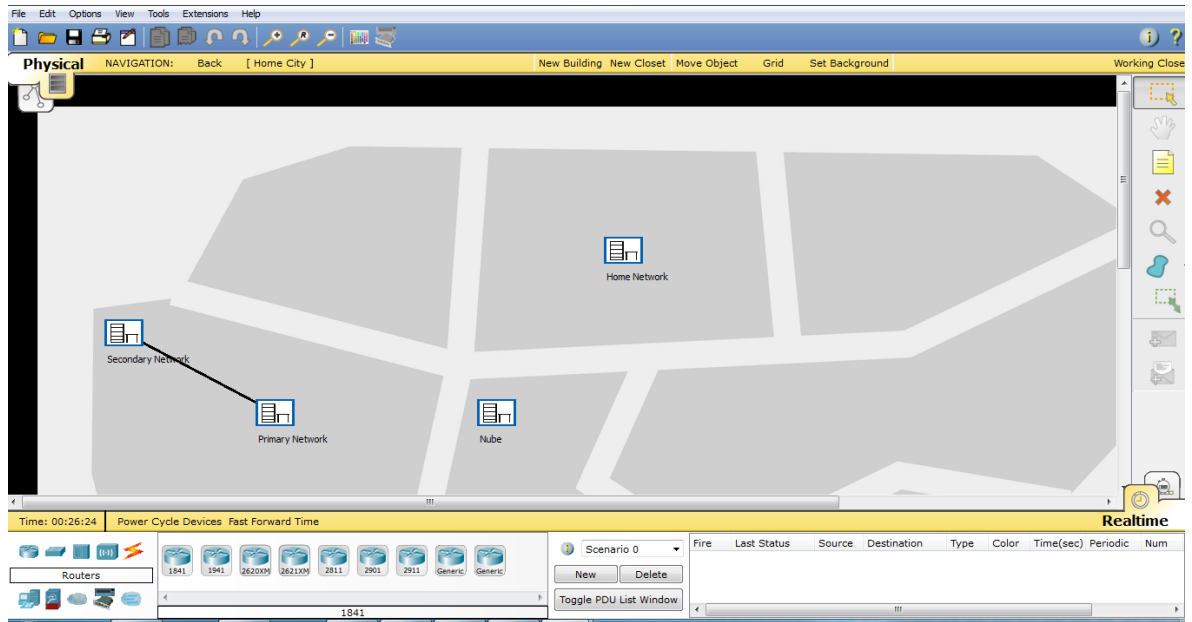 File Edit Options View Tools Extensions Help
Physical NAVIGATION: Back [ Home City ] New Building New Closet Move Object Grid Set Background Working Close
Home Network
Secondary Network
Primary Network
Nube
Time: 00:26:24 Power Cycle Devices Fast Forward Time Realtime
Scenario 0 Fire Last Status Source Destination Type Color Time(sec) Periodic Num
Routers 1841 1941 2620XM 2621XM 2811 2901 2911 Generic Generic New Delete
Toggle PDU List Window
1841